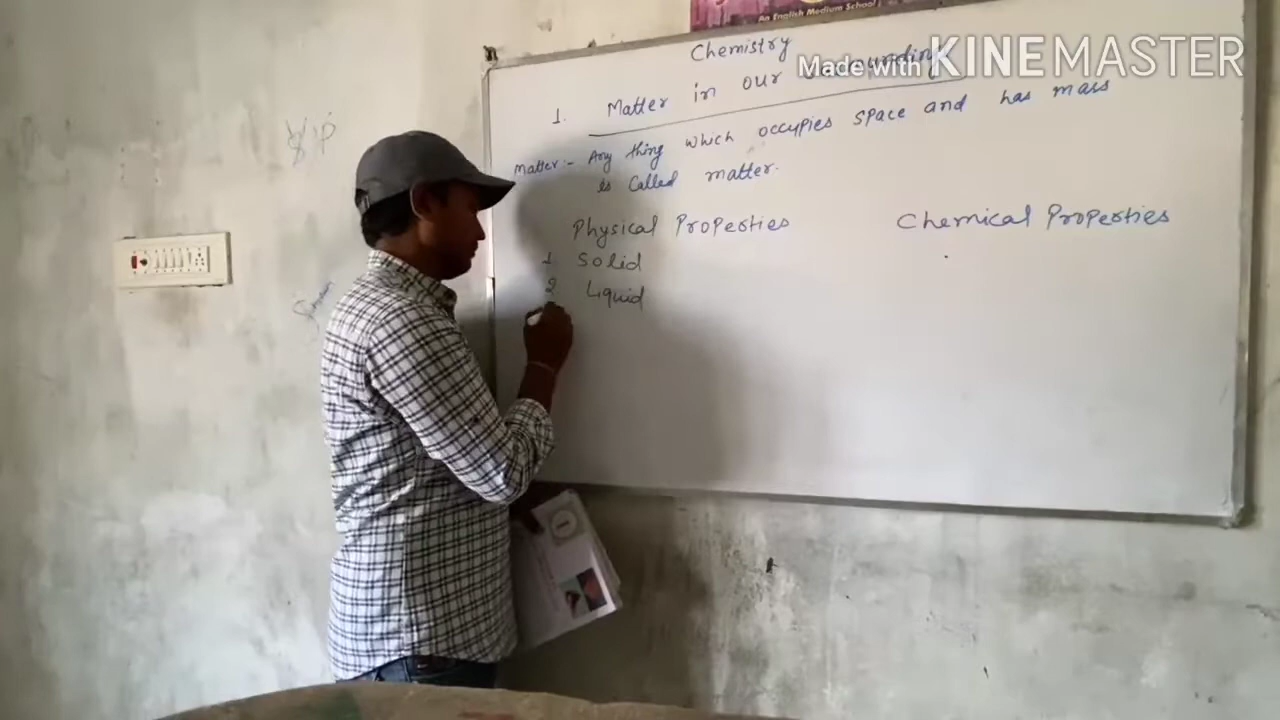 An English Medium School
Made with KINEMASTER
Chemistry
1. Matter in our
Matter:- Any thing which occupies space and has mass
is Called matter.
Physical Properties Chemical Properties
1 Solid
2 Liquid